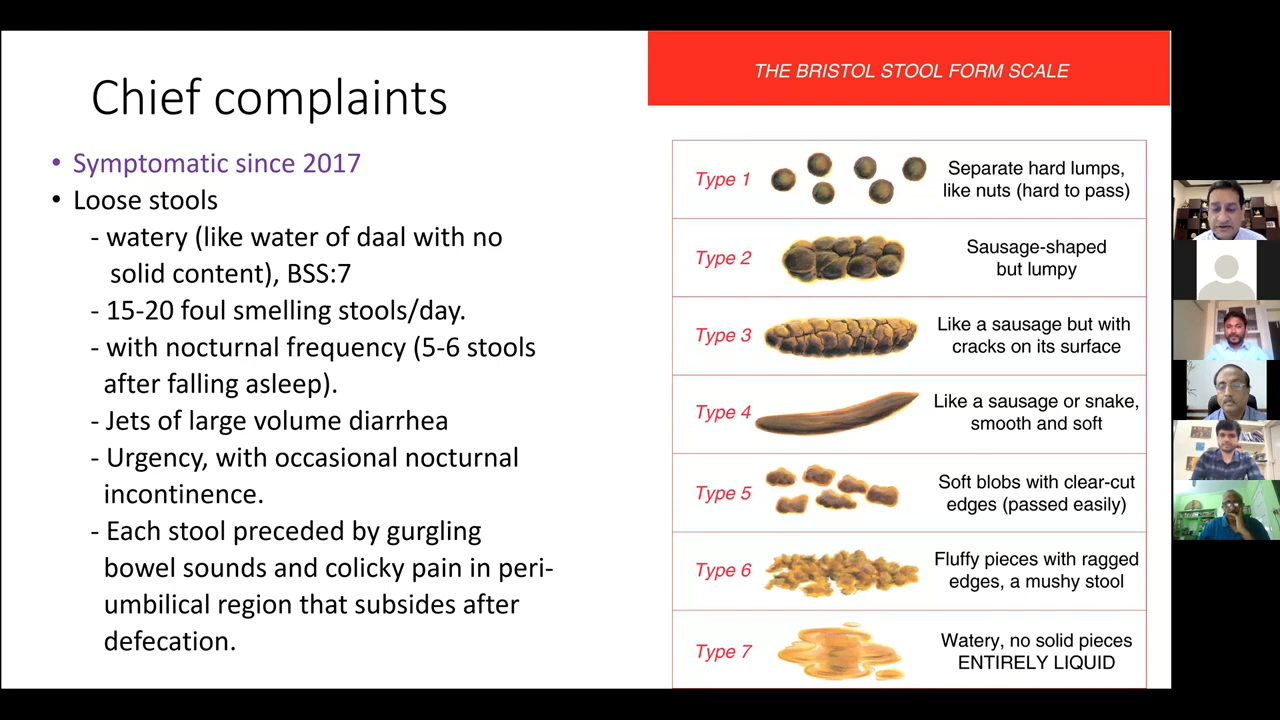 Chief complaints
• Symptomatic since 2017
• Loose stools
- watery (like water of daal with no
solid content), BSS:7
- 15-20 foul smelling stools/day.
- with nocturnal frequency (5-6 stools
after falling asleep).
- Jets of large volume diarrhea
- Urgency, with occasional nocturnal
incontinence.
- Each stool preceded by gurgling
bowel sounds and colicky pain in peri-
umbilical region that subsides after
defecation.
THE BRISTOL STOOL FORM SCALE
Type 1
Separate hard lumps,
like nuts (hard to pass)
Type 2
Sausage-shaped
but lumpy
Type 3
Like a sausage but with
cracks on its surface
Type 4
Like a sausage or snake,
smooth and soft
Type 5
Soft blobs with clear-cut
edges (passed easily)
Type 6
Fluffy pieces with ragged
edges, a mushy stool
Type 7
Watery, no solid pieces
ENTIRELY LIQUID